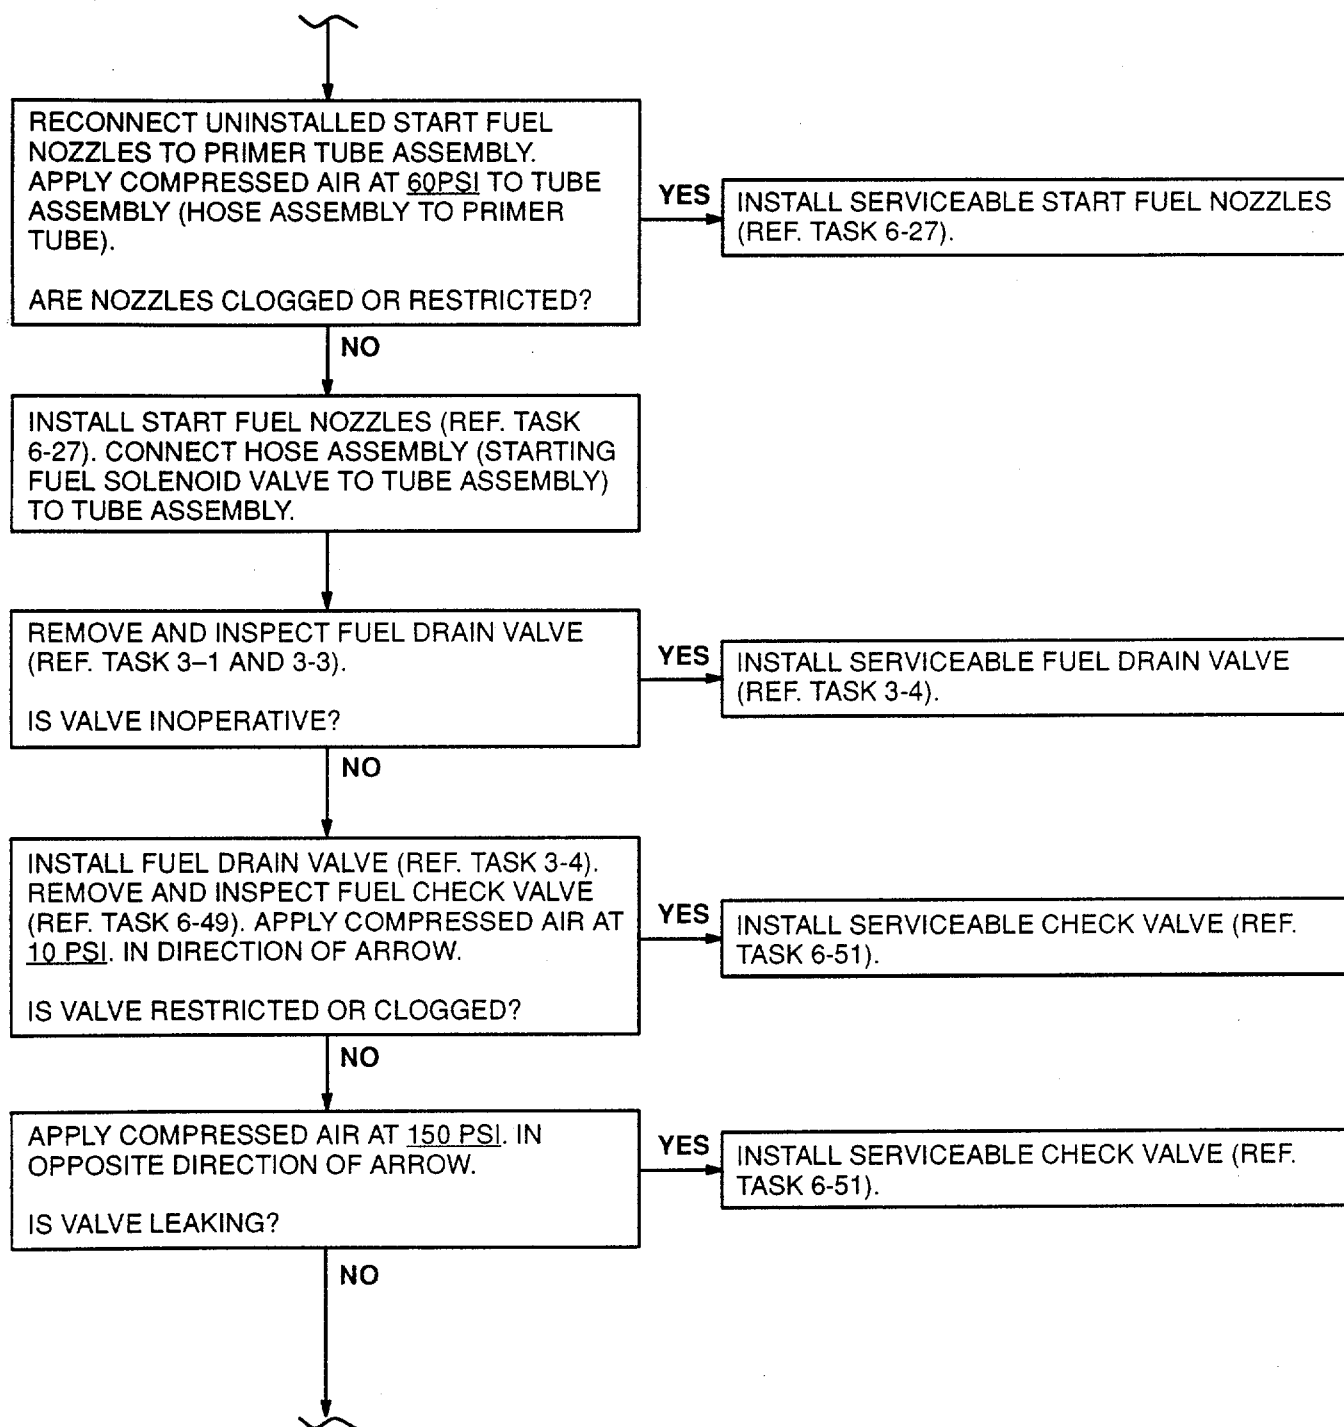 RECONNECT UNINSTALLED START FUEL
NOZZLES TO PRIMER TUBE ASSEMBLY.
APPLY COMPRESSED AIR AT 60PSI TO TUBE
ASSEMBLY (HOSE ASSEMBLY TO PRIMER
TUBE).
ARE NOZZLES CLOGGED OR RESTRICTED?
YES
INSTALL SERVICEABLE START FUEL NOZZLES
(REF. TASK 6-27).
NO
INSTALL START FUEL NOZZLES (REF. TASK
6-27). CONNECT HOSE ASSEMBLY (STARTING
FUEL SOLENOID VALVE TO TUBE ASSEMBLY)
TO TUBE ASSEMBLY.
REMOVE AND INSPECT FUEL DRAIN VALVE
(REF. TASK 3–1 AND 3-3).
IS VALVE INOPERATIVE?
YES
INSTALL SERVICEABLE FUEL DRAIN VALVE
(REF. TASK 3-4).
NO
INSTALL FUEL DRAIN VALVE (REF. TASK 3-4).
REMOVE AND INSPECT FUEL CHECK VALVE
(REF. TASK 6-49). APPLY COMPRESSED AIR AT
10 PSI. IN DIRECTION OF ARROW.
IS VALVE RESTRICTED OR CLOGGED?
YES
INSTALL SERVICEABLE CHECK VALVE (REF.
TASK 6-51).
NO
APPLY COMPRESSED AIR AT 150 PSI. IN
OPPOSITE DIRECTION OF ARROW.
IS VALVE LEAKING?
YES
INSTALL SERVICEABLE CHECK VALVE (REF.
TASK 6-51).
NO